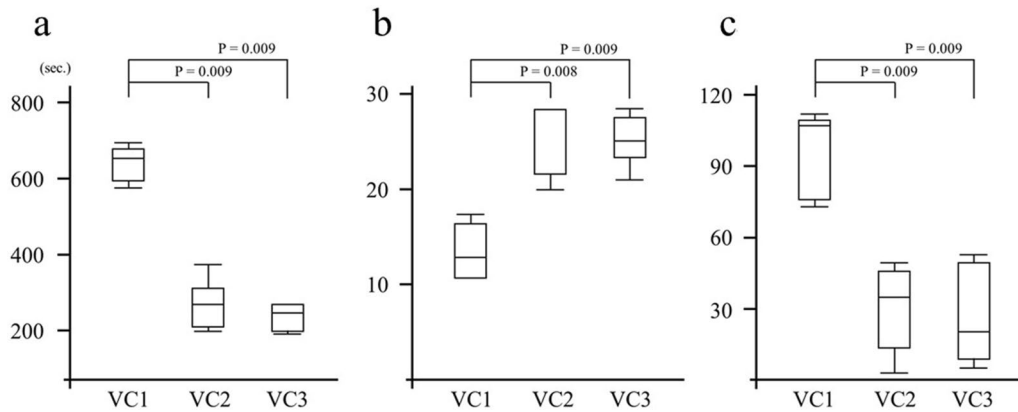 a
P = 0.009
(sec.)
P = 0.009
800
600
400
200
VC1 VC2 VC3
b
P = 0.009
P = 0.008
30
20
10
VC1 VC2 VC3
c
P = 0.009
P = 0.009
120
90
60
30
VC1 VC2 VC3